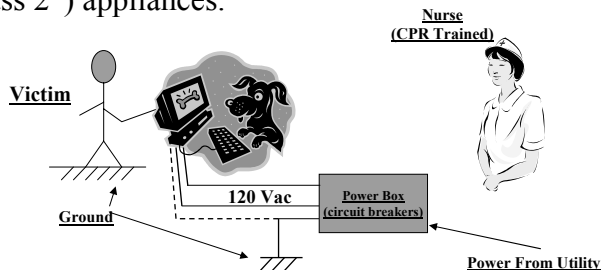 ss 2") appliances.
Nurse
(CPR Trained)
Victim
120 Vac
Power Box
(circuit breakers)
Ground
Power From Utility